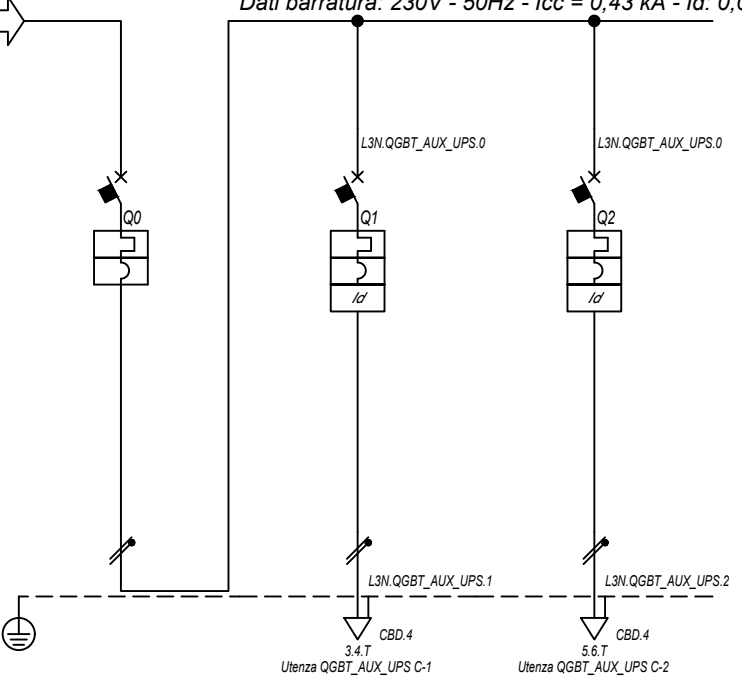 Dati barratura: 230V - 50Hz - Icc = 0,43 kA - Id: 0,0
L3N.QGBT_AUX_UPS.0
L3N.QGBT_AUX_UPS.0
Q0
Q1
Q2
Id
Id
L3N.QGBT_AUX_UPS.1
L3N.QGBT_AUX_UPS.2
CBD.4
CBD.4
3.4.T
5.6.T
Utenza QGBT_AUX_UPS C-1
Utenza QGBT_AUX_UPS C-2